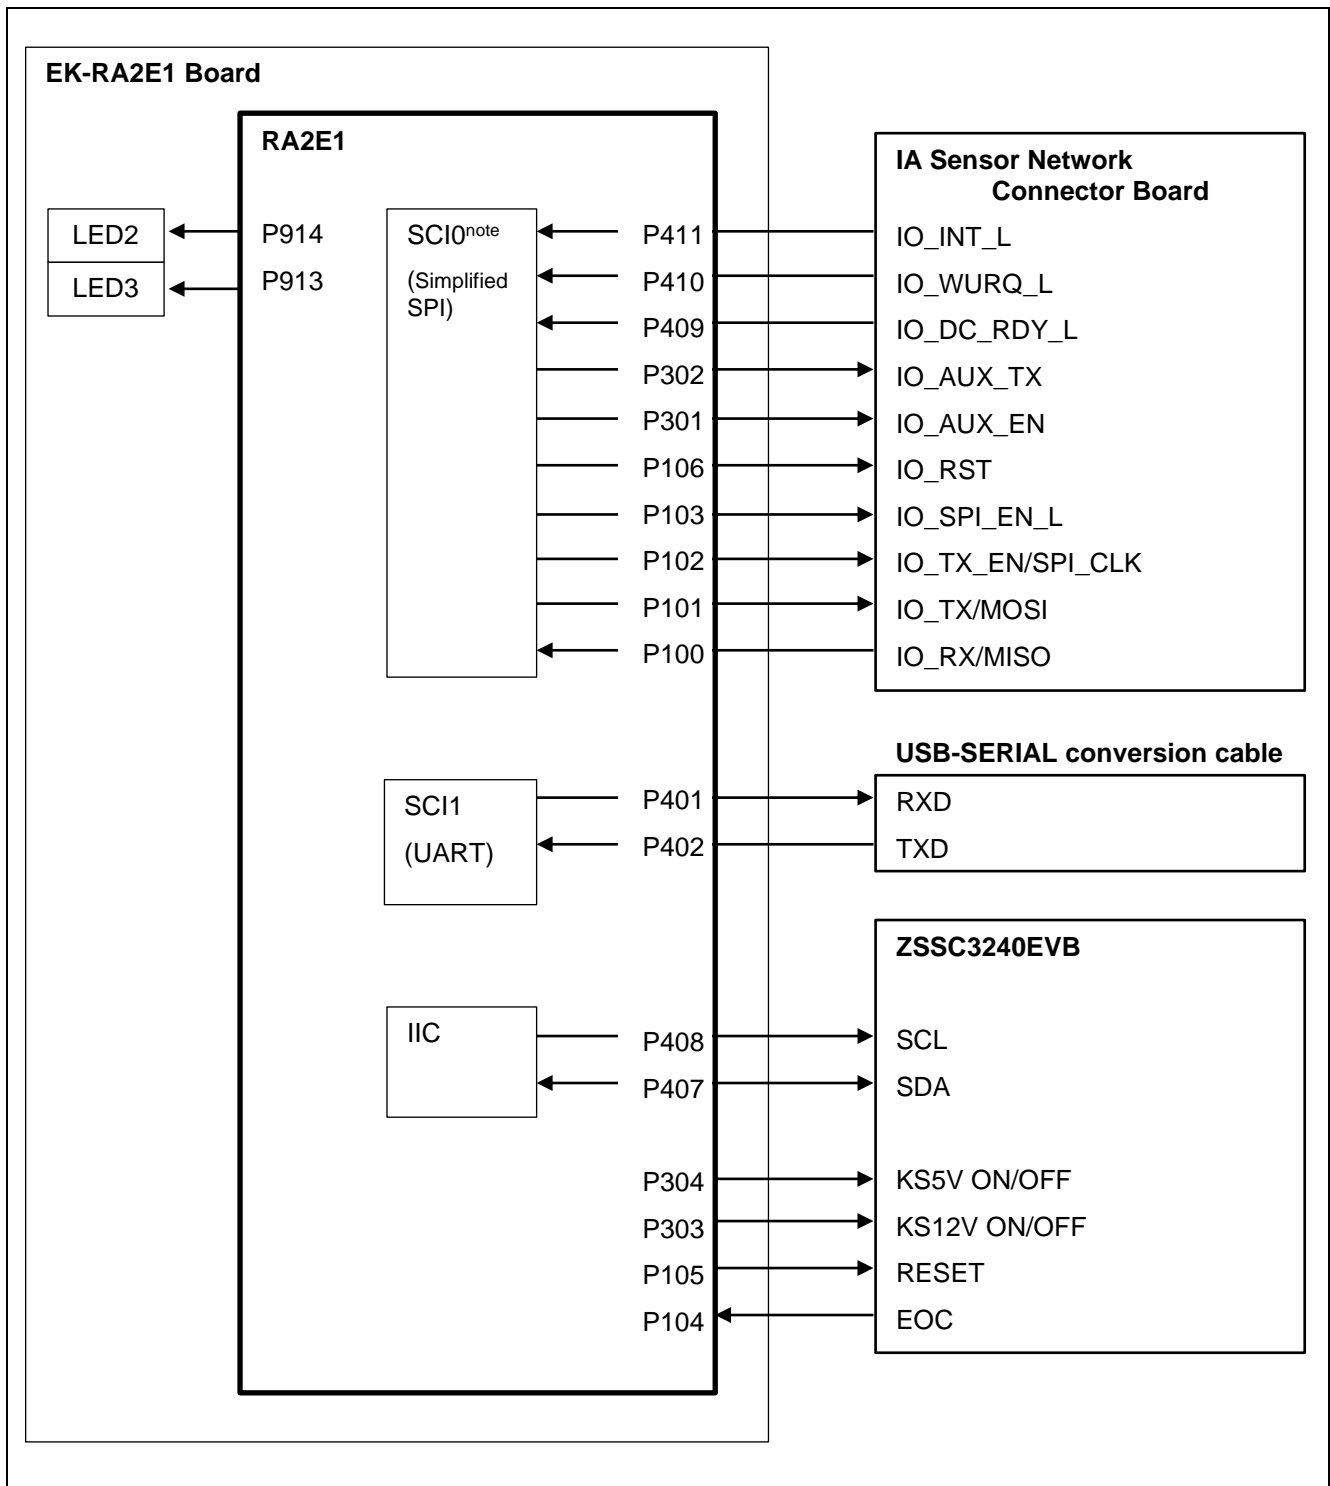 EK-RA2E1 Board
RA2E1
LED2
LED3
P914
P913
SCI0note
(Simplified
SPI)
P411
P410
P409
P302
P301
P106
P103
P102
P101
P100
IA Sensor Network
Connector Board
IO_INT_L
IO_WURQ_L
IO_DC_RDY_L
IO_AUX_TX
IO_AUX_EN
IO_RST
IO_SPI_EN_L
IO_TX_EN/SPI_CLK
IO_TX/MOSI
IO_RX/MISO
SCI1
(UART)
P401
P402
USB-SERIAL conversion cable
RXD
TXD
IIC
P408
P407
P304
P303
P105
P104
ZSSC3240EVB
SCL
SDA
KS5V ON/OFF
KS12V ON/OFF
RESET
EOC